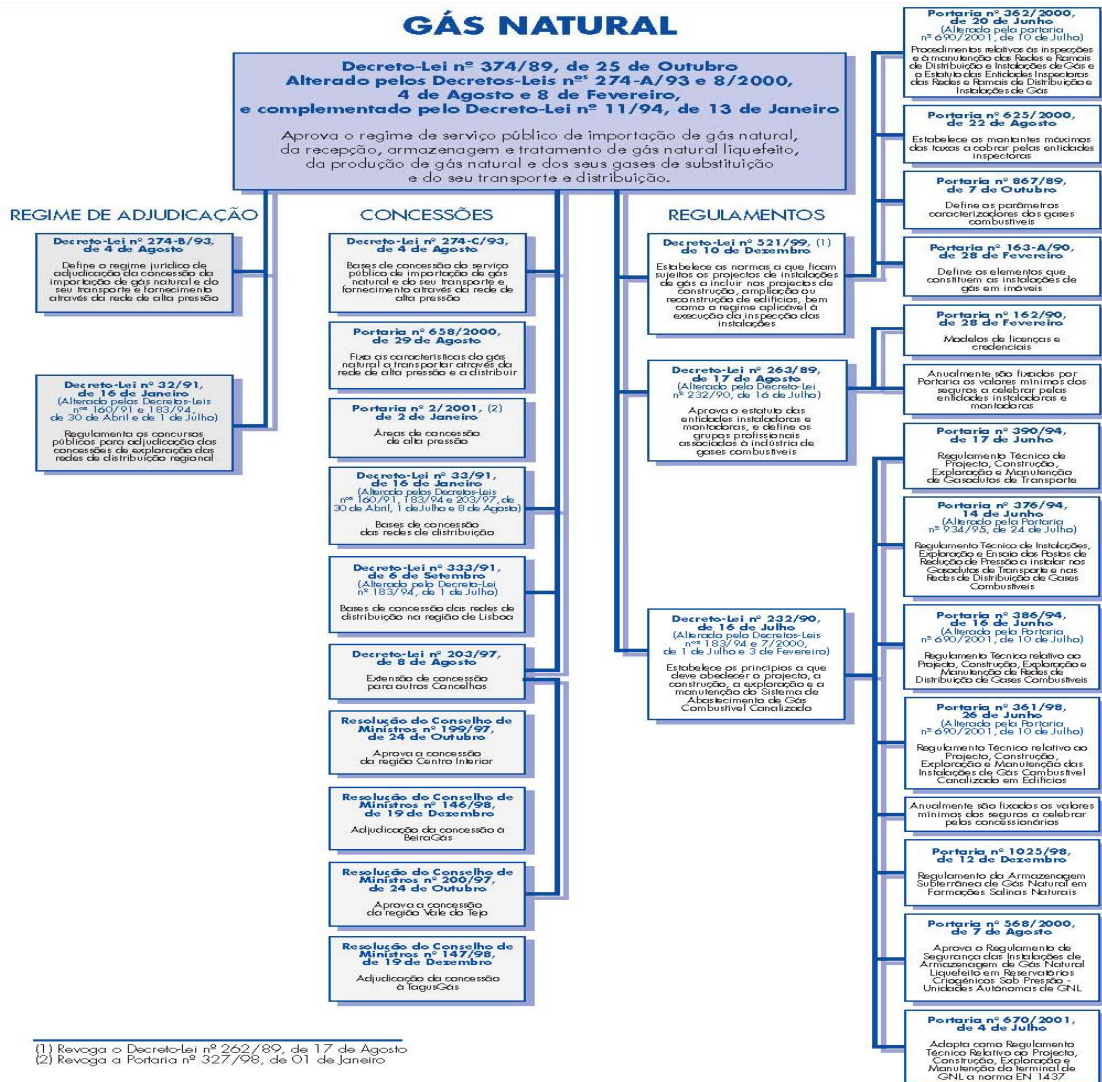 GÁS NATURAL
Decreto-Lei nº 374/89, de 25 de Outubro
Alterado pelos Decretos-Leis nºˢ 274-A/93 e 8/2000,
4 de Agosto e 8 de Fevereiro,
e complementado pelo Decreto-Lei nº 11/94, de 13 de Janeiro
Aprova o regime de serviço público de importação de gás natural,
da recepção, armazenagem e tratamento de gás natural liquefeito,
da produção de gás natural e dos seus gases de substituição
e do seu transporte e distribuição.
REGIME DE ADJUDICAÇÃO
Decreto-Lei nº 274-B/93,
de 4 de Agosto
Define o regime jurídico de
adjudicação da concessão da
importação de gás natural e do
seu transporte e fornecimento
através da rede de alta pressão
Decreto-Lei nº 32/91,
de 16 de Janeiro
(Alterado pelos Decretos-Leis
nºˢ 160/91 e 183/94,
de 30 de Abril e de 1 de Julho)
Regulamenta os concursos
públicos para adjudicação das
concessões de exploração das
redes de distribuição regional
CONCESSÕES
Decreto-Lei nº 274-C/93,
de 4 de Agosto
Bases de concessão do serviço
público de importação de gás
natural e do seu transporte e
fornecimento através da rede de
alta pressão
Portaria nº 658/2000,
de 29 de Agosto
Fixa as características do gás
natural a transportar através da
rede de alta pressão e a distribuir
Portaria nº 2/2001, (2)
de 2 de Janeiro
Áreas de concessão
de alta pressão
Decreto-Lei nº 33/91,
de 16 de Janeiro
(Alterado pelos Decretos-Leis
nºˢ 160/91, 183/94 e 203/97, de
30 de Abril, 1 de Julho e 8 de Agosto)
Bases de concessão
das redes de distribuição
Decreto-Lei nº 333/91,
de 6 de Setembro
(Alterado pelo Decreto-Lei
nº 183/94, de 1 de Julho)
Bases de concessão das redes de
distribuição na região de Lisboa
Decreto-Lei nº 203/97,
de 8 de Agosto
Extensão de concessão
para outros Concelhos
Resolução do Conselho de
Ministros nº 199/97,
de 24 de Outubro
Aprova a concessão
da região Centro Interior
Resolução do Conselho de
Ministros nº 146/98,
de 19 de Dezembro
Adjudicação da concessão à
BeiraGás
Resolução do Conselho de
Ministros nº 200/97,
de 24 de Outubro
Aprova a concessão
da região Vale do Tejo
Resolução do Conselho de
Ministros nº 147/98,
de 19 de Dezembro
Adjudicação da concessão
à TagusGás
REGULAMENTOS
Decreto-Lei nº 521/99, (1)
de 10 de Dezembro
Estabelece as normas a que ficam
sujeitos os projectos de instalações
de gás a incluir nos projectos de
construção, ampliação ou
reconstrução de edifícios, bem
como o regime aplicável à
execução da inspecção das
instalações
Decreto-Lei nº 263/89,
de 17 de Agosto
(Alterado pelo Decreto-Lei
nº 232/90, de 16 de Julho)
Aprova o estatuto das
entidades instaladoras e
montadoras, e define os
grupos profissionais
associados à indústria de
gases combustíveis
Decreto-Lei nº 232/90,
de 16 de Julho
(Alterado pelo Decretos-Leis
nºˢ 183/94 e 7/2000,
de 1 de Julho e 3 de Fevereiro)
Estabelece os princípios a que
deve obedecer o projecto, a
construção, a exploração e a
manutenção do Sistema de
Abastecimento de Gás
Combustível Canalizado
Portaria nº 362/2000,
de 20 de Junho
(Alterado pela portaria
nº 690/2001, de 10 de Julho)
Procedimentos relativos às inspecções
e à manutenção das Redes e Ramais
de Distribuição e Instalações de Gás e
o Estatuto das Entidades Inspectoras
das Redes e Ramais de Distribuição e
Instalações de Gás
Portaria nº 625/2000,
de 22 de Agosto
Estabelece os montantes máximos
das taxas a cobrar pelas entidades
inspectoras
Portaria nº 867/89,
de 7 de Outubro
Define os parâmetros
caracterizadores dos gases
combustíveis
Portaria nº 163-A/90,
de 28 de Fevereiro
Define os elementos que
constituem as instalações de
gás em imóveis
Portaria nº 162/90,
de 28 de Fevereiro
Modelos de licenças e
credenciais
Anualmente são fixados por
Portaria os valores mínimos dos
seguros a celebrar pelas
entidades instaladoras e
montadoras
Portaria nº 390/94,
de 17 de Junho
Regulamento Técnico de
Projecto, Construção,
Exploração e Manutenção
de Gasodutos de Transporte
Portaria nº 376/94,
14 de Junho
(Alterado pela Portaria
nº 934/95, de 24 de Julho)
Regulamento Técnico de Instalações,
Exploração e Ensaio dos Postos de
Redução de Pressão a instalar nos
Gasodutos de Transporte e nas
Redes de Distribuição de Gases
Combustíveis
Portaria nº 386/94,
de 16 de Junho
(Alterado pela Portaria
nº 690/2001, de 10 de Julho)
Regulamento Técnico relativo ao
Projecto, Construção, Exploração e
Manutenção de Redes de
Distribuição de Gases Combustíveis
Portaria nº 361/98,
26 de Junho
(Alterado pela Portaria
nº 690/2001, de 10 de Julho)
Regulamento Técnico relativo ao
Projecto, Construção,
Exploração e Manutenção das
Instalações de Gás Combustível
Canalizado em Edifícios
Anualmente são fixados os valores
mínimos dos seguros a celebrar
pelos concessionários
Portaria nº 1025/98,
de 12 de Dezembro
Regulamento da Armazenagem
Subterrânea de Gás Natural em
Formações Salinas Naturais
Portaria nº 568/2000,
de 7 de Agosto
Aprova o Regulamento de
Segurança das Instalações de
Armazenagem de Gás Natural
Liquefeito em Reservatórios
Criogénicos Sob Pressão -
Unidades Autónomas de GNL
Portaria nº 670/2001,
de 4 de Julho
Adopta como Regulamento
Técnico Relativo ao Projecto,
Construção, Exploração e
Manutenção do terminal de
GNL a norma EN 1437
(1) Revoga o Decreto-Lei nº 262/89, de 17 de Agosto
(2) Revoga a Portaria nº 327/98, de 01 de Janeiro